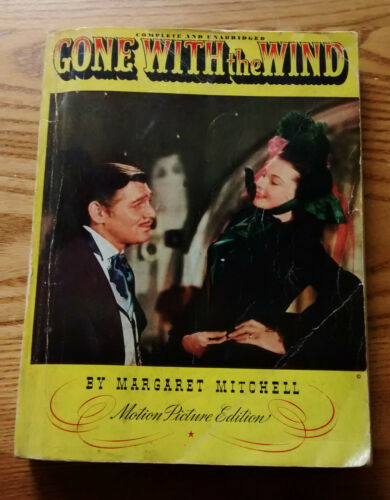 COMPLETE AND UNABRIDGED
GONE WITH the WIND
©
BY MARGARET MITCHELL
Motion Picture Edition